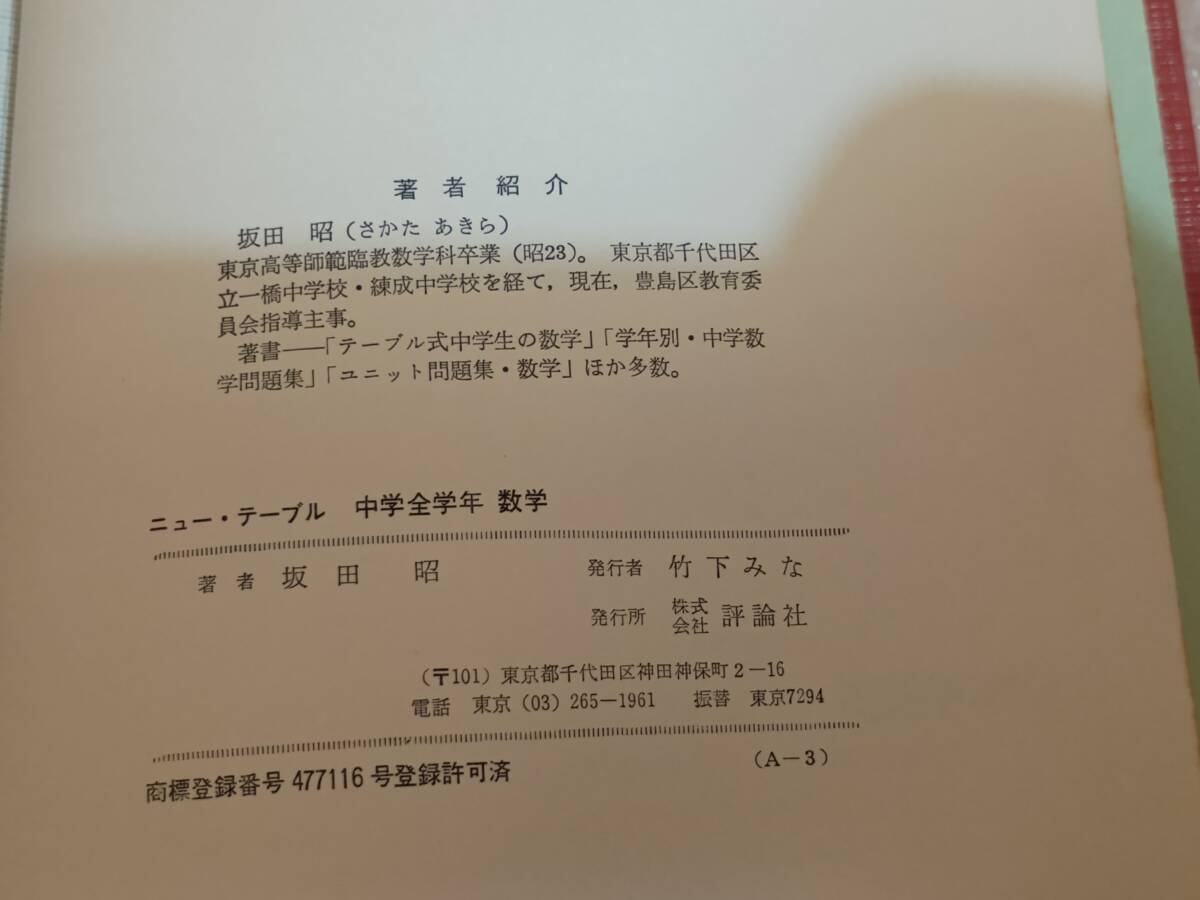 著者紹介
坂田　昭（さかた あきら）
東京高等師範臨教数学科卒業（昭23）。 東京都千代田区
立一橋中学校・練成中学校を経て，現在，豊島区教育委
員会指導主事。
著書――「テーブル式中学生の数学」「学年別・中学数
学問題集」「ユニット問題集・数学」ほか多数。
ニュー・テーブル　中学全学年 数学
著者 坂田　昭　発行者 竹下みな
発行所 株式会社 評論社
（〒101）東京都千代田区神田神保町2－16
電話　東京（03）265－1961　振替　東京7294
商標登録番号 477116 号登録許可済
（A－3）